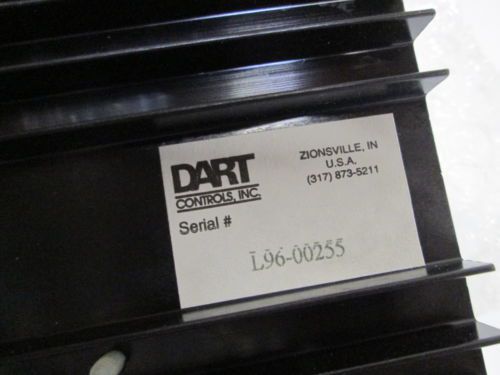 DART
CONTROLS, INC.
ZIONSVILLE, IN
U.S.A.
(317) 873-5211
Serial #
L96-00255